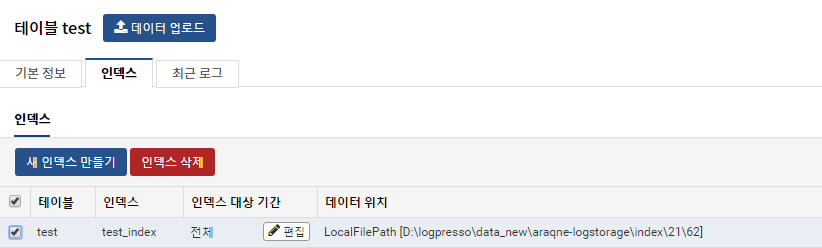 테이블 test 데이터 업로드
기본 정보 인덱스 최근 로그
인덱스
새 인덱스 만들기 인덱스 삭제
테이블 인덱스 인덱스 대상 기간 데이터 위치
test test_index 전체 편집 LocalFilePath [D:\logpresso\data_new\araqne-logstorage\index\21\62]